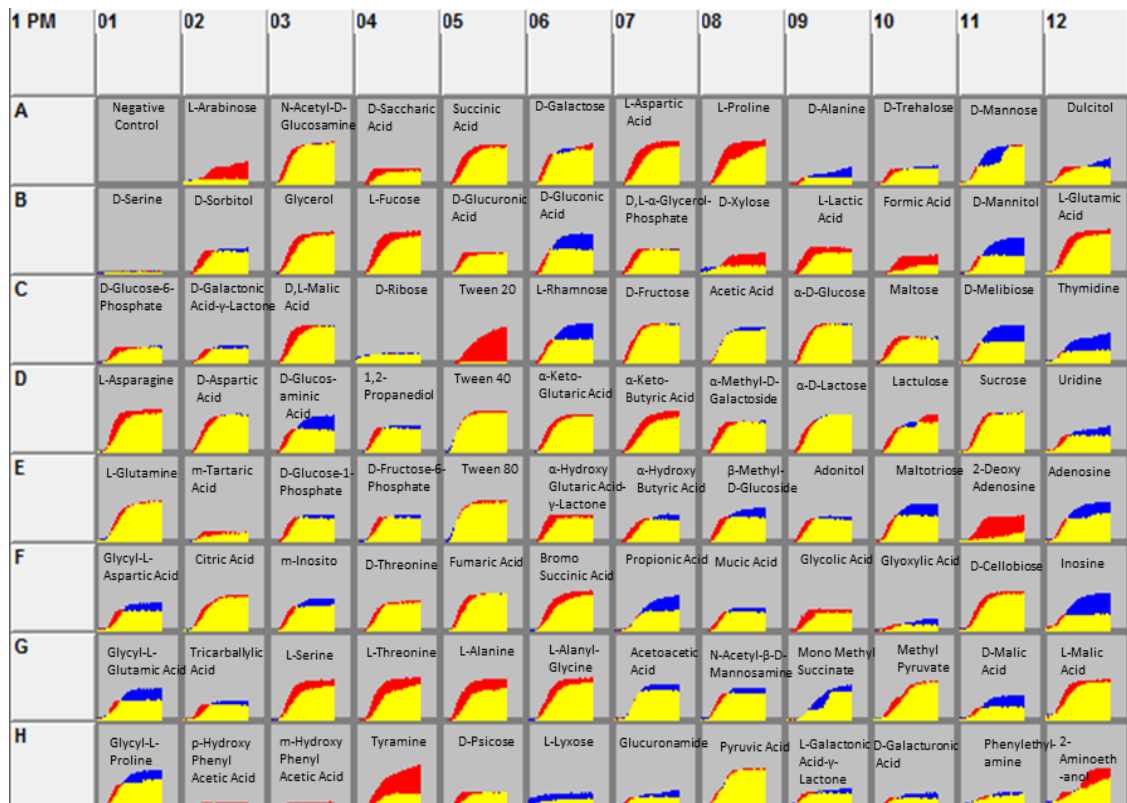 1 PM 01 02 03 04 05 06 07 08 09 10 11 12
A
Negative
Control
L-Arabinose
N-Acetyl-D-
Glucosamine
D-Saccharic
Acid
Succinic
Acid
D-Galactose
L-Aspartic
Acid
L-Proline
D-Alanine
D-Trehalose
D-Mannose
Dulcitol
B
D-Serine
D-Sorbitol
Glycerol
L-Fucose
D-Glucuronic
Acid
D-Gluconic
Acid
D,L-α-Glycerol-
Phosphate
D-Xylose
L-Lactic
Acid
Formic Acid
D-Mannitol
L-Glutamic
Acid
C
D-Glucose-6-
Phosphate
D-Galactonic
Acid-γ-Lactone
D,L-Malic
Acid
D-Ribose
Tween 20
L-Rhamnose
D-Fructose
Acetic Acid
α-D-Glucose
Maltose
D-Melibiose
Thymidine
D
L-Asparagine
D-Aspartic
Acid
D-Glucos-
aminic
Acid
1,2-
Propanediol
Tween 40
α-Keto-
Glutaric Acid
α-Keto-
Butyric Acid
α-Methyl-D-
Galactoside
α-D-Lactose
Lactulose
Sucrose
Uridine
E
L-Glutamine
m-Tartaric
Acid
D-Glucose-1-
Phosphate
D-Fructose-6-
Phosphate
Tween 80
α-Hydroxy
Glutaric Acid-
γ-Lactone
α-Hydroxy
Butyric Acid
β-Methyl-
D-Glucoside
Adonitol
Maltotriose
2-Deoxy
Adenosine
Adenosine
F
Glycyl-L-
Aspartic Acid
Citric Acid
m-Inosito
D-Threonine
Fumaric Acid
Bromo
Succinic Acid
Propionic Acid
Mucic Acid
Glycolic Acid
Glyoxylic Acid
D-Cellobiose
Inosine
G
Glycyl-L-
Glutamic Acid
Tricarballylic
Acid
L-Serine
L-Threonine
L-Alanine
L-Alanyl-
Glycine
Acetoacetic
Acid
N-Acetyl-β-D-
Mannosamine
Mono Methyl
Succinate
Methyl
Pyruvate
D-Malic
Acid
L-Malic
Acid
H
Glycyl-L-
Proline
p-Hydroxy
Phenyl
Acetic Acid
m-Hydroxy
Phenyl
Acetic Acid
Tyramine
D-Psicose
L-Lyxose
Glucuronamide
Pyruvic Acid
L-Galactonic
Acid-γ-
Lactone
D-Galacturonic
Acid
Phenylethyl-
amine
2-
Aminoeth
-anol